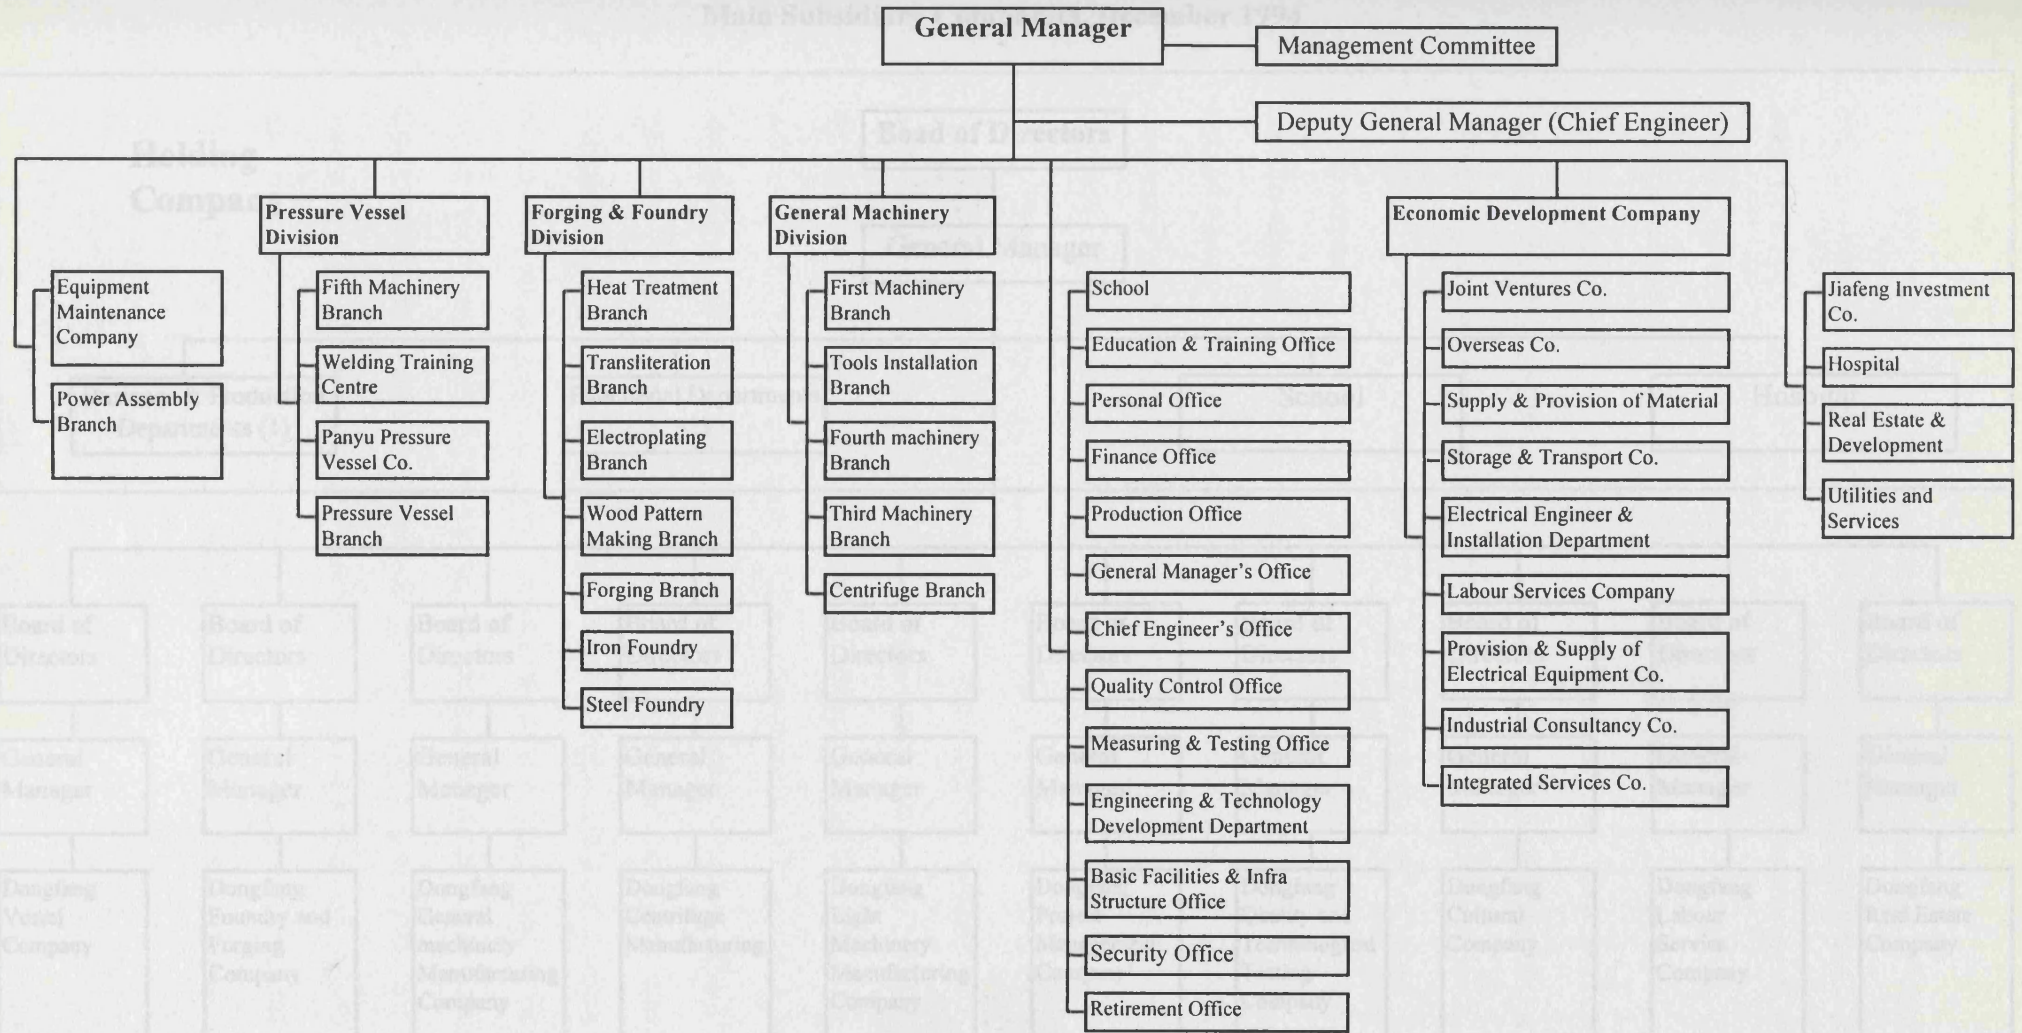 General Manager
Management Committee
Deputy General Manager (Chief Engineer)
Equipment
Maintenance
Company
Power Assembly
Branch
Pressure Vessel
Division
Fifth Machinery
Branch
Welding Training
Centre
Panyu Pressure
Vessel Co.
Pressure Vessel
Branch
Forging & Foundry
Division
Heat Treatment
Branch
Transliteration
Branch
Electroplating
Branch
Wood Pattern
Making Branch
Forging Branch
Iron Foundry
Steel Foundry
General Machinery
Division
First Machinery
Branch
Tools Installation
Branch
Fourth machinery
Branch
Third Machinery
Branch
Centrifuge Branch
School
Education & Training Office
Personal Office
Finance Office
Production Office
General Manager's Office
Chief Engineer's Office
Quality Control Office
Measuring & Testing Office
Engineering & Technology
Development Department
Basic Facilities & Infra
Structure Office
Security Office
Retirement Office
Economic Development Company
Joint Ventures Co.
Overseas Co.
Supply & Provision of Material
Storage & Transport Co.
Electrical Engineer &
Installation Department
Labour Services Company
Provision & Supply of
Electrical Equipment Co.
Industrial Consultancy Co.
Integrated Services Co.
Jiafeng Investment
Co.
Hospital
Real Estate &
Development
Utilities and
Services